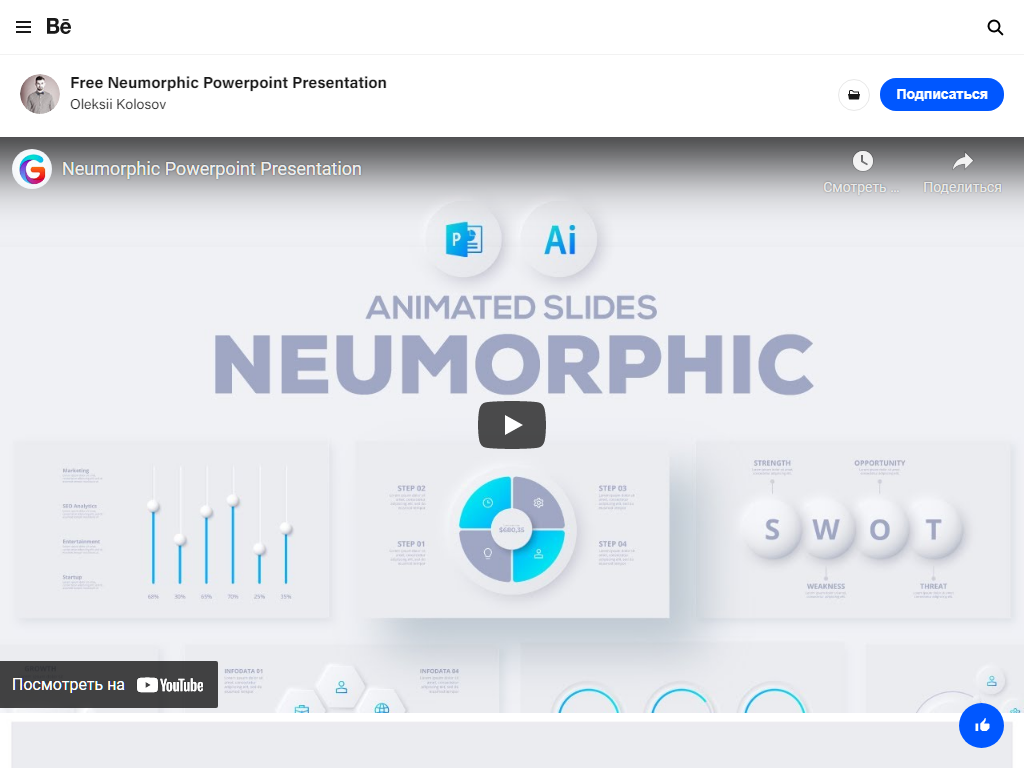 Bē
Free Neumorphic Powerpoint Presentation
Oleksii Kolosov
Подписаться
Neumorphic Powerpoint Presentation
Смотреть ...
Поделиться
P
Ai
ANIMATED SLIDES
NEUMORPHIC
Marketing
SEO Analytics
Entertainment
Startup
STEP 02
STEP 03
STEP 01
STEP 04
STRENGTH
OPPORTUNITY
S W O T
WEAKNESS
THREAT
INFODATA 01
INFODATA 04
Посмотреть на YouTube